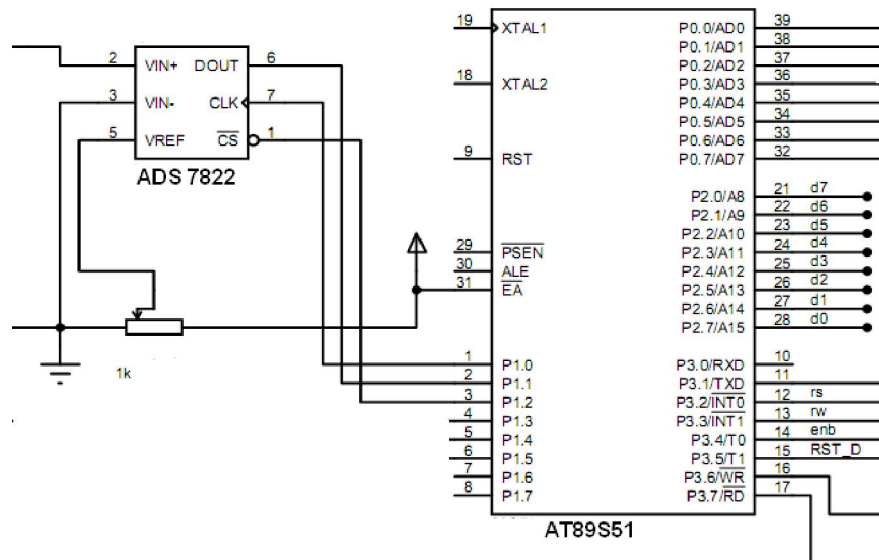 2 VIN+ DOUT 6
3 VIN- CLK 7
5 VREF CS 1
ADS 7822
1k
19 XTAL1 P0.0/AD0 39
P0.1/AD1 38
P0.2/AD2 37
18 XTAL2 P0.3/AD3 36
P0.4/AD4 35
P0.5/AD5 34
P0.6/AD6 33
9 RST P0.7/AD7 32
P2.0/A8 21 d7
P2.1/A9 22 d6
P2.2/A10 23 d5
29 PSEN P2.3/A11 24 d4
30 ALE P2.4/A12 25 d3
31 EA P2.5/A13 26 d2
P2.6/A14 27 d1
P2.7/A15 28 d0
1 P1.0 P3.0/RXD 10
2 P1.1 P3.1/TXD 11
3 P1.2 P3.2/INT0 12 rs
4 P1.3 P3.3/INT1 13 rw
5 P1.4 P3.4/T0 14 enb
6 P1.5 P3.5/T1 15 RST_D
7 P1.6 P3.6/WR 16
8 P1.7 P3.7/RD 17
AT89S51